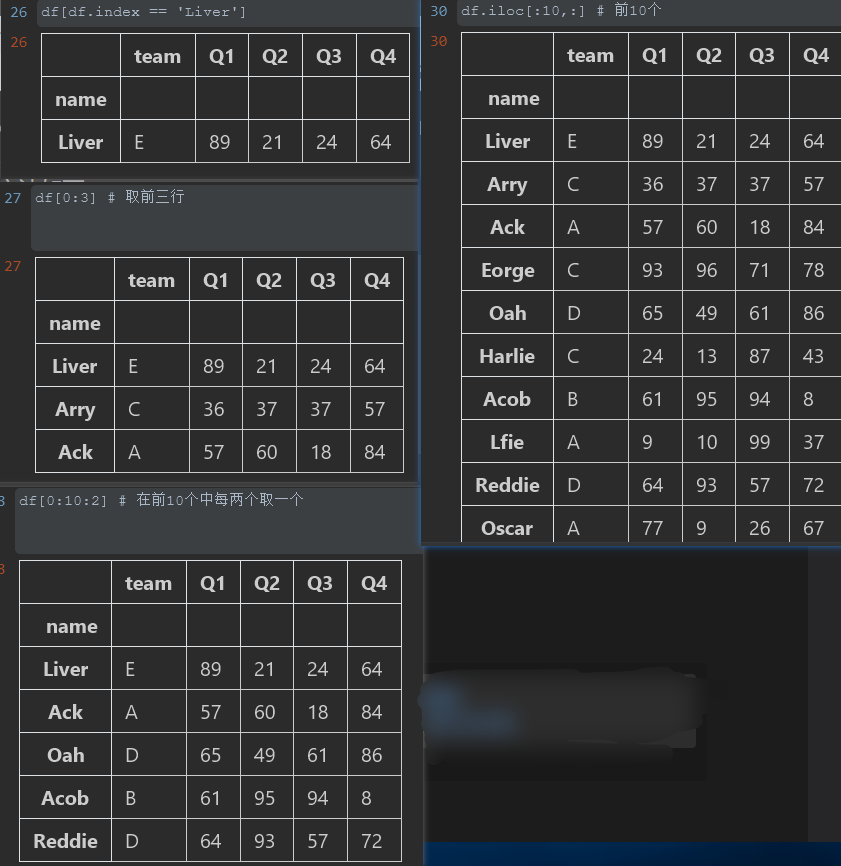 26 df[df.index == 'Liver']
26
team Q1 Q2 Q3 Q4
name
Liver E 89 21 24 64
27 df[0:3] # 取前三行
27
team Q1 Q2 Q3 Q4
name
Liver E 89 21 24 64
Arry C 36 37 37 57
Ack A 57 60 18 84
8 df[0:10:2] # 在前10个中每两个取一个
8
team Q1 Q2 Q3 Q4
name
Liver E 89 21 24 64
Ack A 57 60 18 84
Oah D 65 49 61 86
Acob B 61 95 94 8
Reddie D 64 93 57 72
30 df.iloc[:10,:] # 前10个
30
team Q1 Q2 Q3 Q4
name
Liver E 89 21 24 64
Arry C 36 37 37 57
Ack A 57 60 18 84
Eorge C 93 96 71 78
Oah D 65 49 61 86
Harlie C 24 13 87 43
Acob B 61 95 94 8
Lfie A 9 10 99 37
Reddie D 64 93 57 72
Oscar A 77 9 26 67